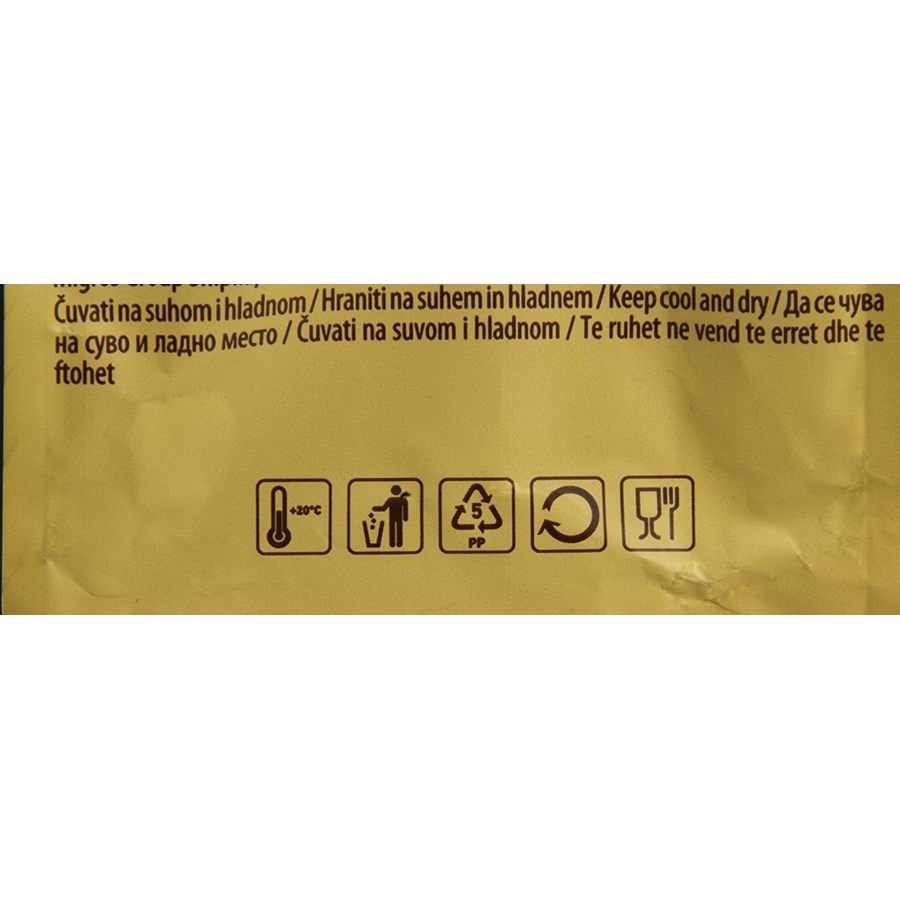 Čuvati na suhom i hladnom / Hraniti na suhem in hladnem / Keep cool and dry / Да се чува
на суво и ладно место / Čuvati na suvom i hladnom / Te ruhet ne vend te erret dhe te
ftohet
+20°C
5
PP